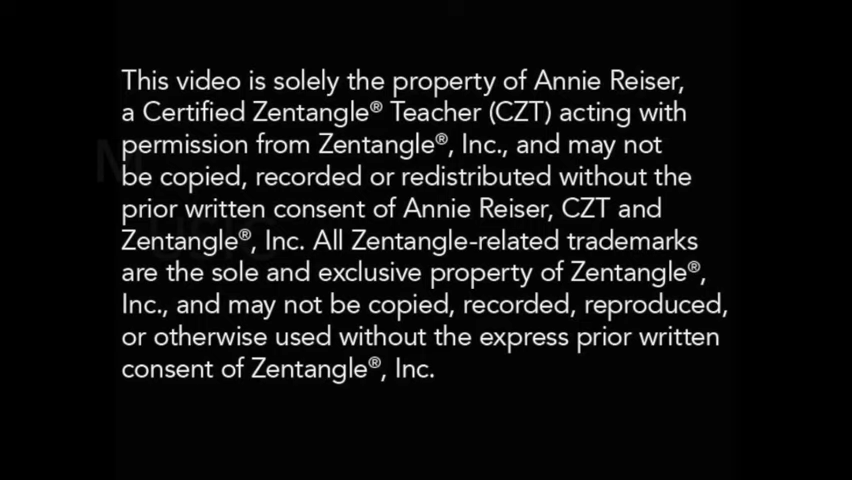 This video is solely the property of Annie Reiser,
a Certified Zentangle® Teacher (CZT) acting with
permission from Zentangle®, Inc., and may not
be copied, recorded or redistributed without the
prior written consent of Annie Reiser, CZT and
Zentangle®, Inc. All Zentangle-related trademarks
are the sole and exclusive property of Zentangle®,
Inc., and may not be copied, recorded, reproduced,
or otherwise used without the express prior written
consent of Zentangle®, Inc.